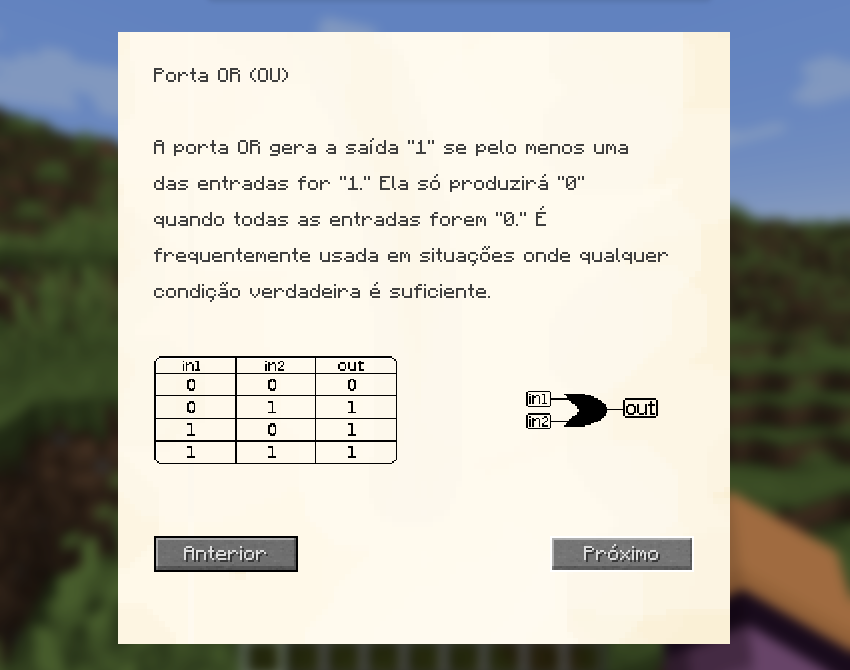 Porta OR (OU)
A porta OR gera a saída "1" se pelo menos uma
das entradas for "1." Ela só produzirá "0"
quando todas as entradas forem "0." É
frequentemente usada em situações onde qualquer
condição verdadeira é suficiente.
in1 in2 out
0 0 0
0 1 1
1 0 1
1 1 1
in1
in2
out
Anterior
Próximo